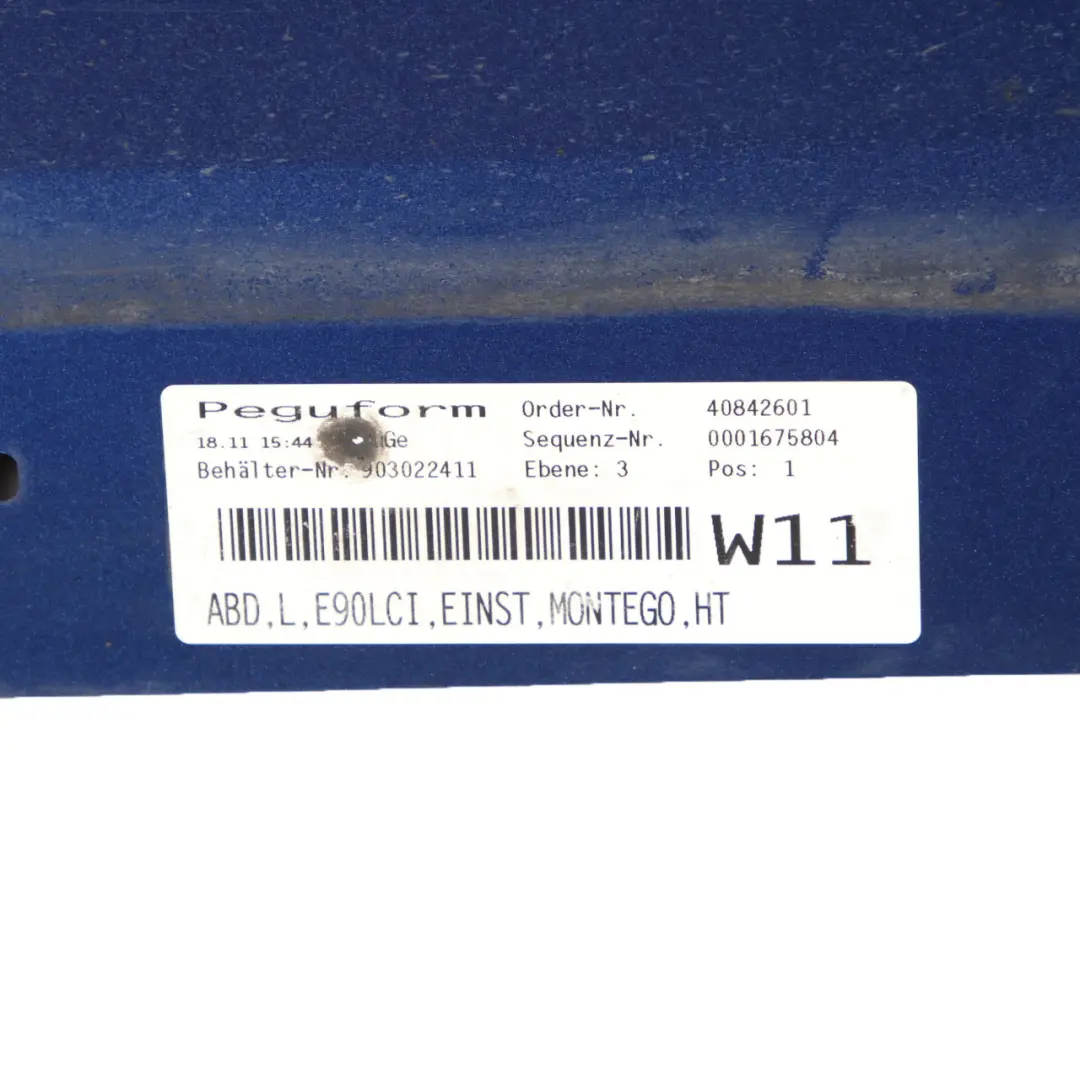 Peguform Order-Nr. 40842601
18.11 15:44 Sequenz-Nr. 0001675804
Behälter-Nr. 903022411 Ebene: 3 Pos: 1
W11
ABD,L,E90LCI,EINST,MONTEGO,HT